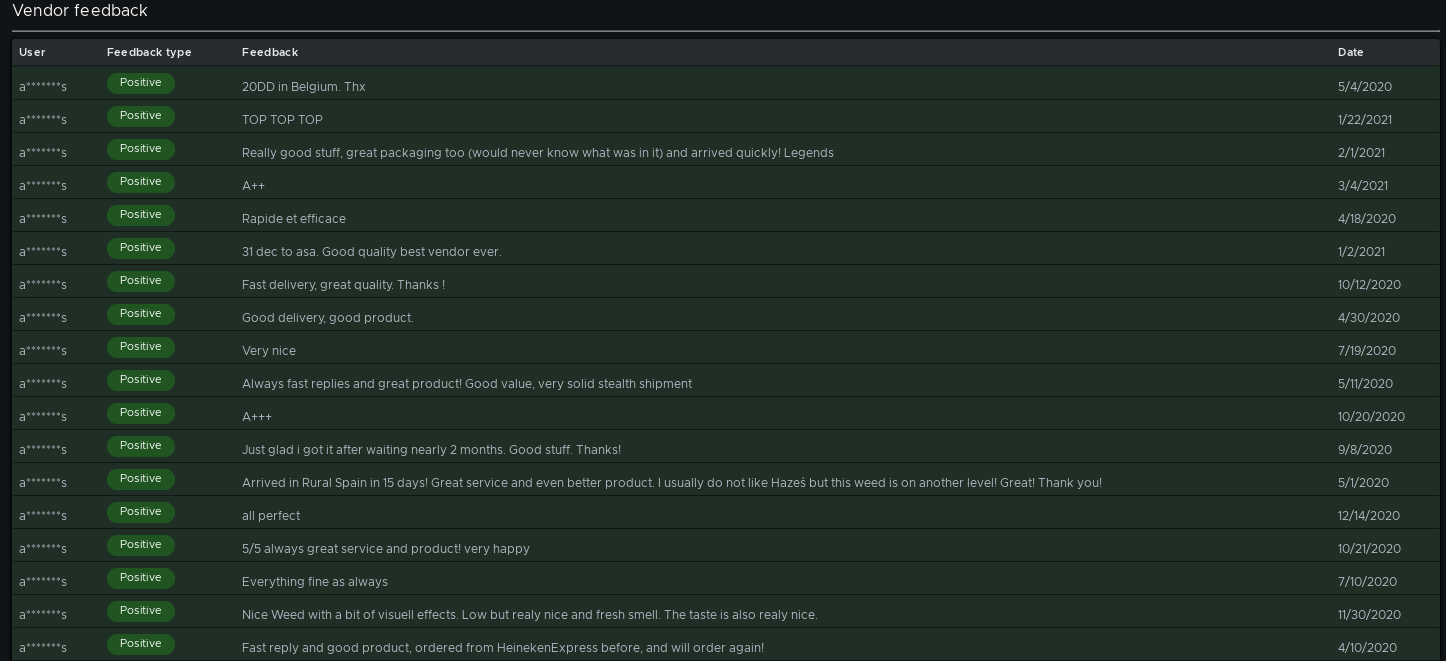 Vendor feedback
User Feedback type Feedback Date
a*******s Positive 20DD in Belgium. Thx 5/4/2020
a*******s Positive TOP TOP TOP 1/22/2021
a*******s Positive Really good stuff, great packaging too (would never know what was in it) and arrived quickly! Legends 2/1/2021
a*******s Positive A++ 3/4/2021
a*******s Positive Rapide et efficace 4/18/2020
a*******s Positive 31 dec to asa. Good quality best vendor ever. 1/2/2021
a*******s Positive Fast delivery, great quality. Thanks ! 10/12/2020
a*******s Positive Good delivery, good product. 4/30/2020
a*******s Positive Very nice 7/19/2020
a*******s Positive Always fast replies and great product! Good value, very solid stealth shipment 5/11/2020
a*******s Positive A+++ 10/20/2020
a*******s Positive Just glad i got it after waiting nearly 2 months. Good stuff. Thanks! 9/8/2020
a*******s Positive Arrived in Rural Spain in 15 days! Great service and even better product. I usually do not like Haześ but this weed is on another level! Great! Thank you! 5/1/2020
a*******s Positive all perfect 12/14/2020
a*******s Positive 5/5 always great service and product! very happy 10/21/2020
a*******s Positive Everything fine as always 7/10/2020
a*******s Positive Nice Weed with a bit of visuell effects. Low but realy nice and fresh smell. The taste is also realy nice. 11/30/2020
a*******s Positive Fast reply and good product, ordered from HeinekenExpress before, and will order again! 4/10/2020